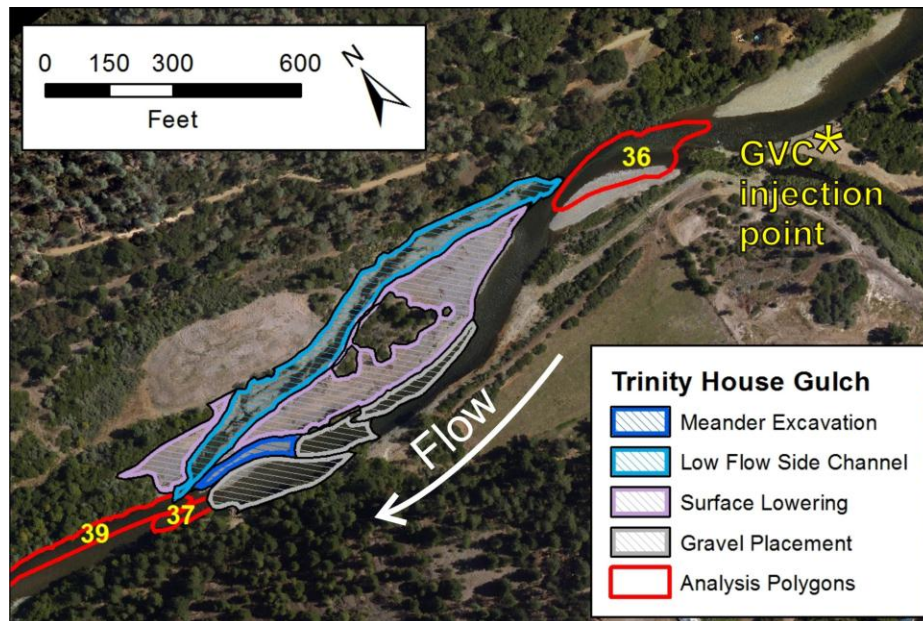 0 150 300 600
Feet
N
36
GVC*
injection
point
Flow
39
37
Trinity House Gulch
Meander Excavation
Low Flow Side Channel
Surface Lowering
Gravel Placement
Analysis Polygons